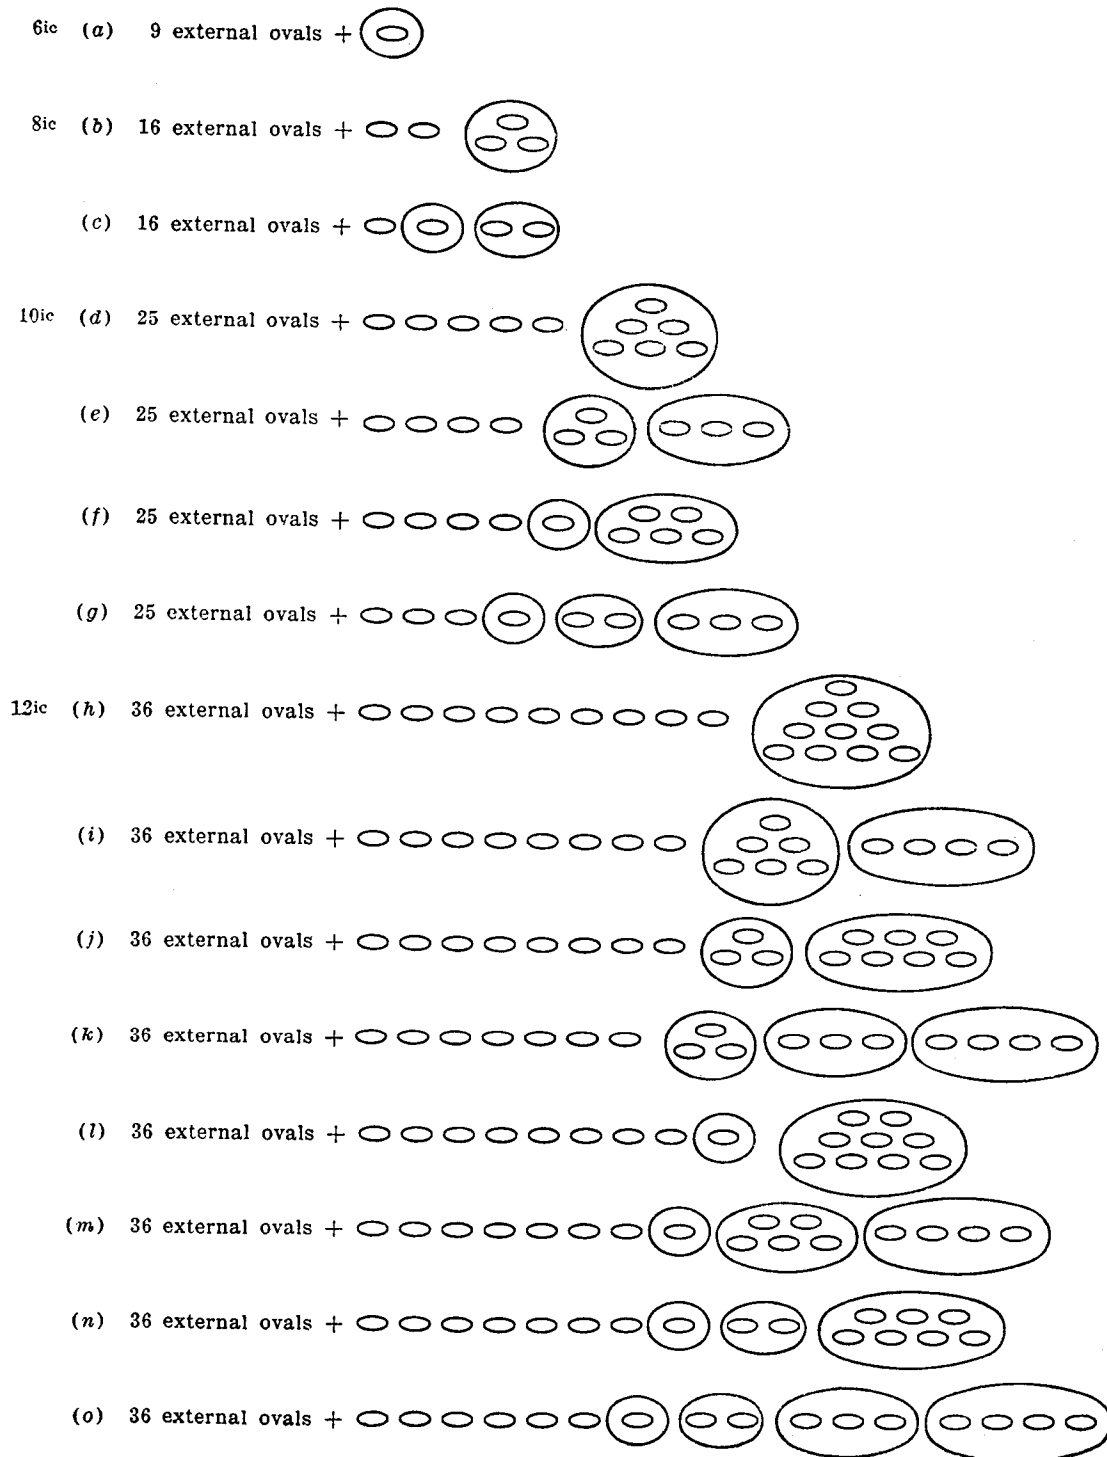 6ic (a) 9 external ovals +
8ic (b) 16 external ovals +
(c) 16 external ovals +
10ic (d) 25 external ovals +
(e) 25 external ovals +
(f) 25 external ovals +
(g) 25 external ovals +
12ic (h) 36 external ovals +
(i) 36 external ovals +
(j) 36 external ovals +
(k) 36 external ovals +
(l) 36 external ovals +
(m) 36 external ovals +
(n) 36 external ovals +
(o) 36 external ovals +